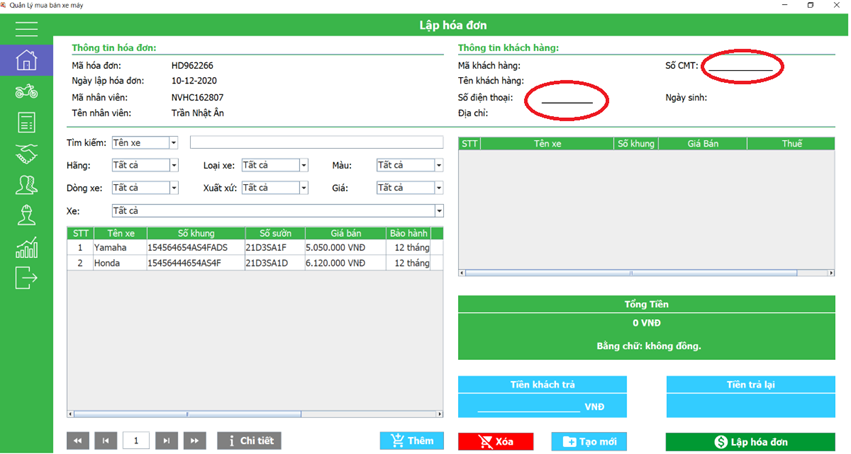 Quản Lý mua bán xe máy
Lập hóa đơn
Thông tin hóa đơn:
Mã hóa đơn: HD962266
Ngày lập hóa đơn: 10-12-2020
Mã nhân viên: NVHC162807
Tên nhân viên: Trần Nhật Ân
Thông tin khách hàng:
Mã khách hàng: Số CMT:
Tên khách hàng:
Số điện thoại: Ngày sinh:
Địa chỉ:
Tìm kiếm: Tên xe
Hãng: Tất cả Loại xe: Tất cả Màu: Tất cả
Dòng xe: Tất cả Xuất xứ: Tất cả Giá: Tất cả
Xe: Tất cả
STT Tên xe Số khung Số sườn Giá bán Bảo hành
1 Yamaha 154564654AS4FADS 21D3SA1F 5.050.000 VNĐ 12 tháng
2 Honda 15456444654AS4F 21D3SA1D 6.120.000 VNĐ 12 tháng
1
Chi tiết
Thêm
STT Tên xe Số khung Giá Bán Thuế
Tổng Tiền
0 VNĐ
Bằng chữ: không đồng.
Tiền khách trả Tiền trả lại
VNĐ
Xóa Tạo mới Lập hóa đơn